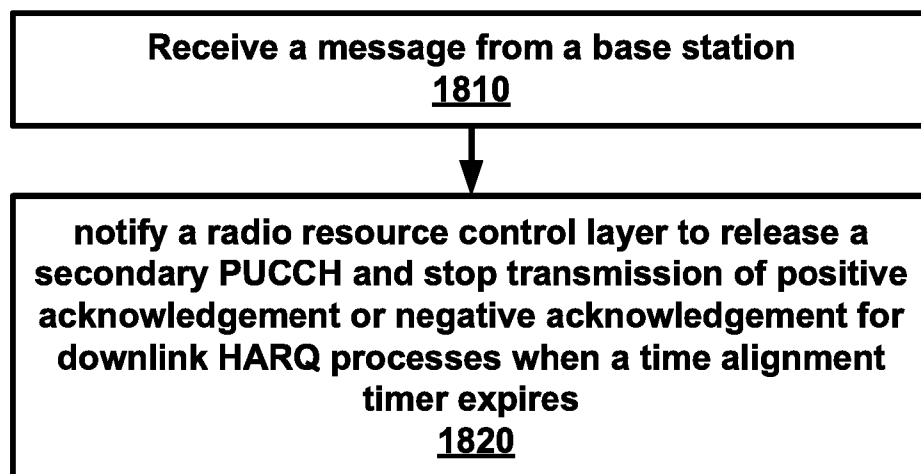 Receive a message from a base station
1810
notify a radio resource control layer to release a
secondary PUCCH and stop transmission of positive
acknowledgement or negative acknowledgement for
downlink HARQ processes when a time alignment
timer expires
1820